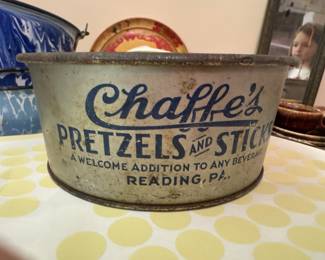 Chaffe's
PRETZELS AND STICKS
A WELCOME ADDITION TO ANY BEVERAGE
READING, PA.